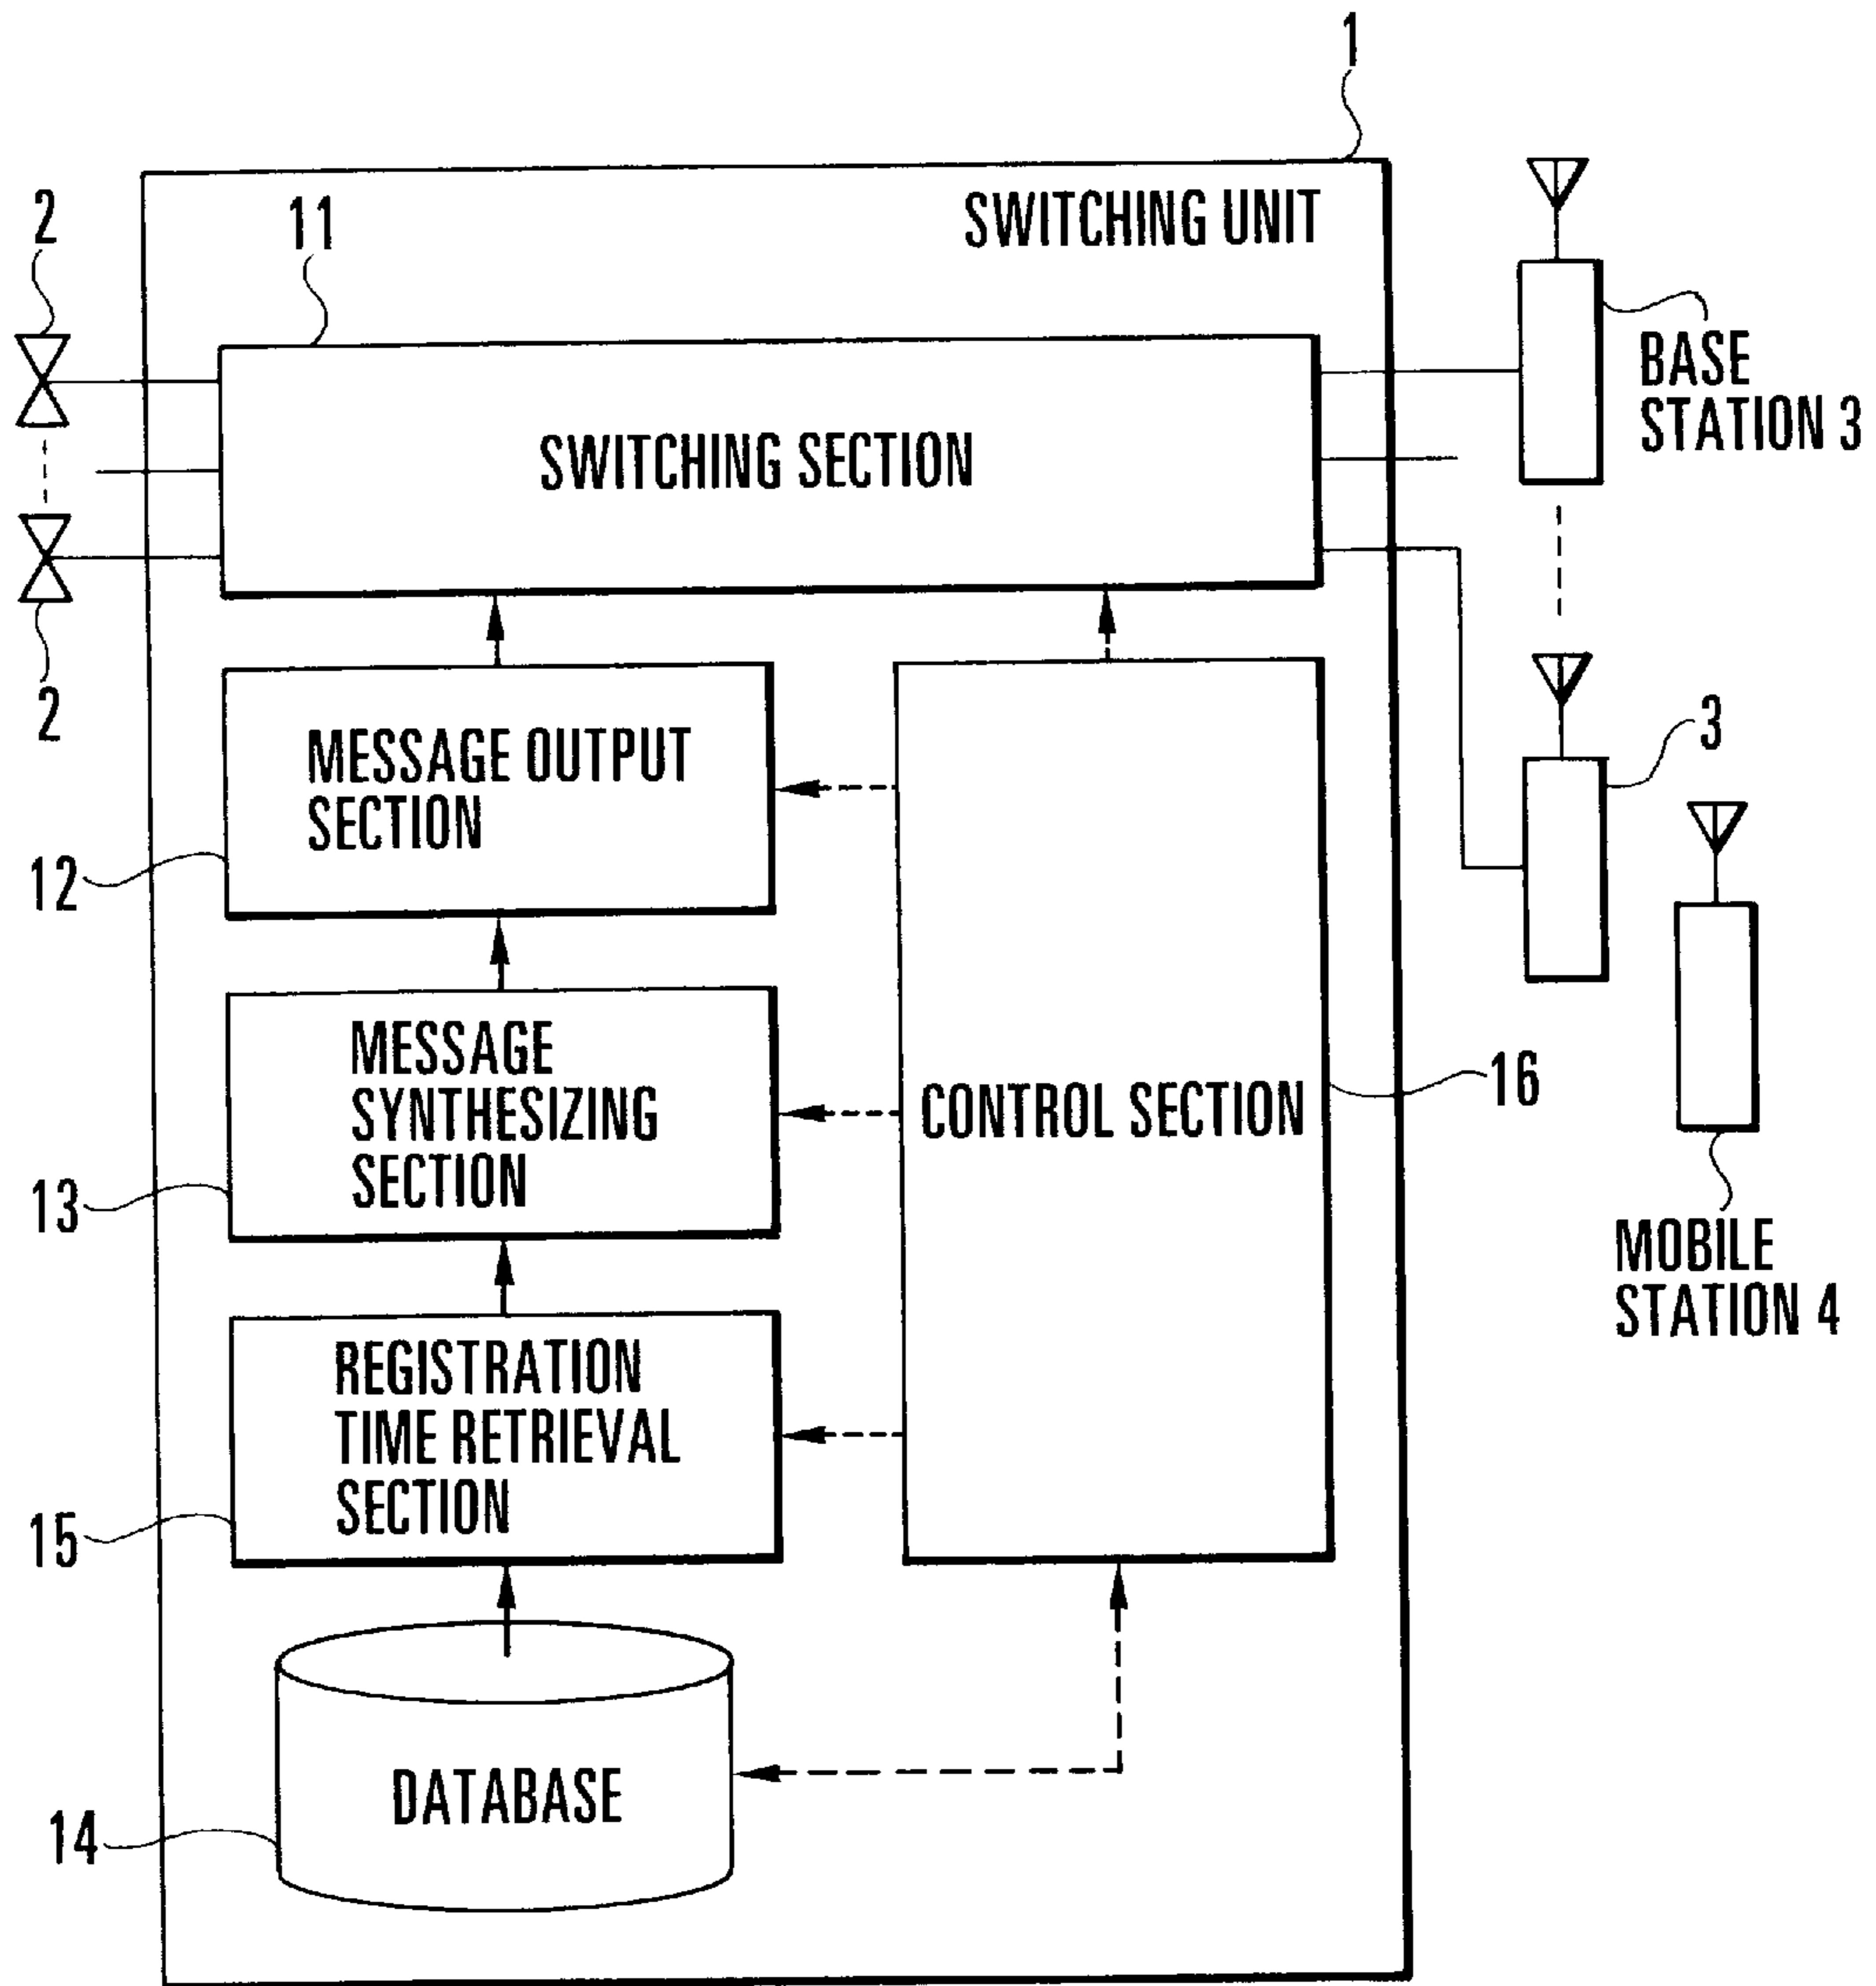 1
SWITCHING UNIT
2
11
BASE
STATION 3
SWITCHING SECTION
2
3
MESSAGE OUTPUT
SECTION
12
MESSAGE
SYNTHESIZING
SECTION
13
CONTROL SECTION
16
MOBILE
STATION 4
REGISTRATION
TIME RETRIEVAL
SECTION
15
DATABASE
14